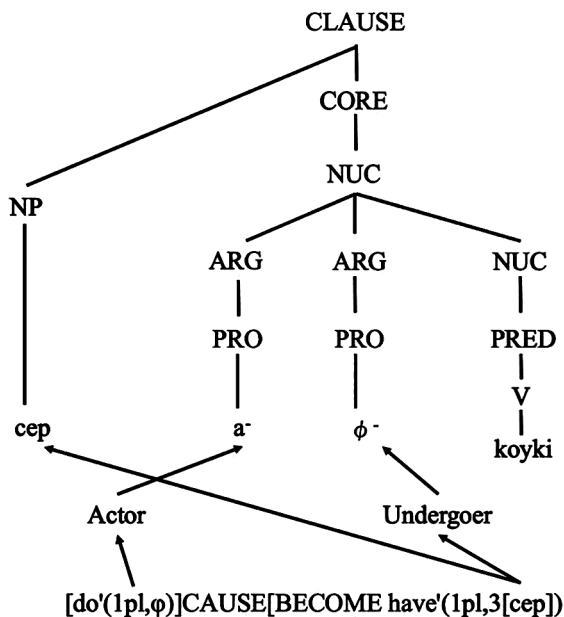 CLAUSE
CORE
NUC
NP
ARG ARG NUC
PRO PRO PRED
V
cep a- ϕ-
koyki
Actor Undergoer
[do'(1pl,φ)]CAUSE[BECOME have'(1pl,3[cep])